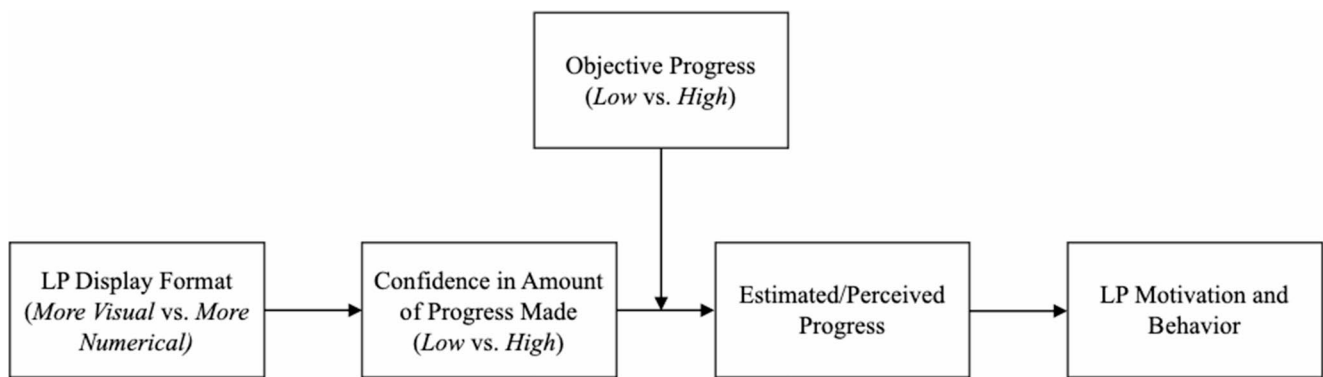 Objective Progress
(Low vs. High)
LP Display Format
(More Visual vs. More
Numerical)
Confidence in Amount
of Progress Made
(Low vs. High)
Estimated/Perceived
Progress
LP Motivation and
Behavior